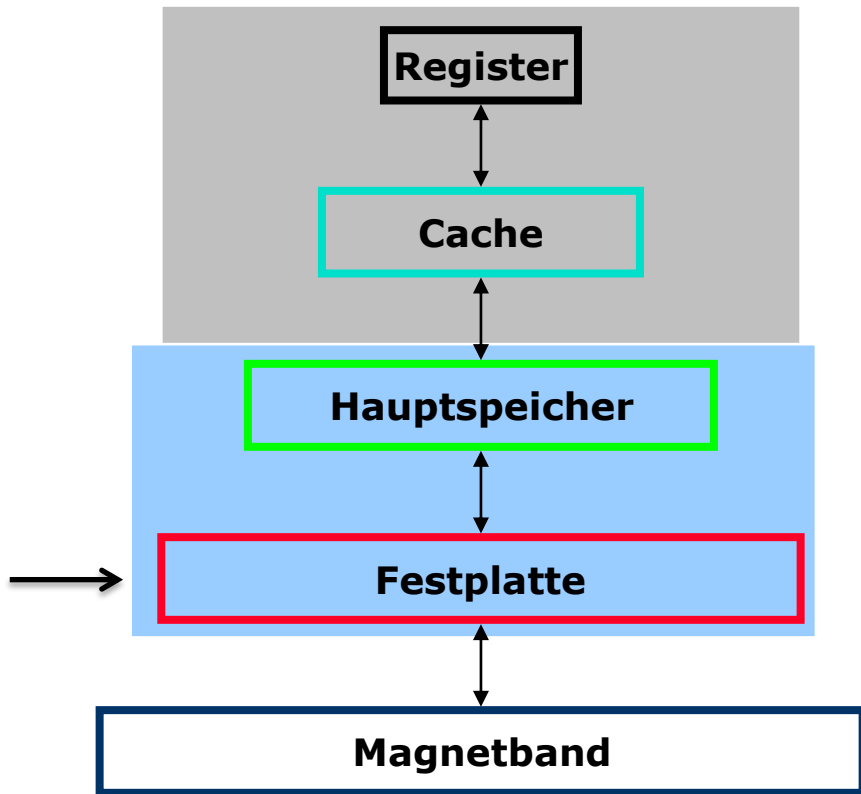 Register
Cache
Hauptspeicher
Festplatte
Magnetband